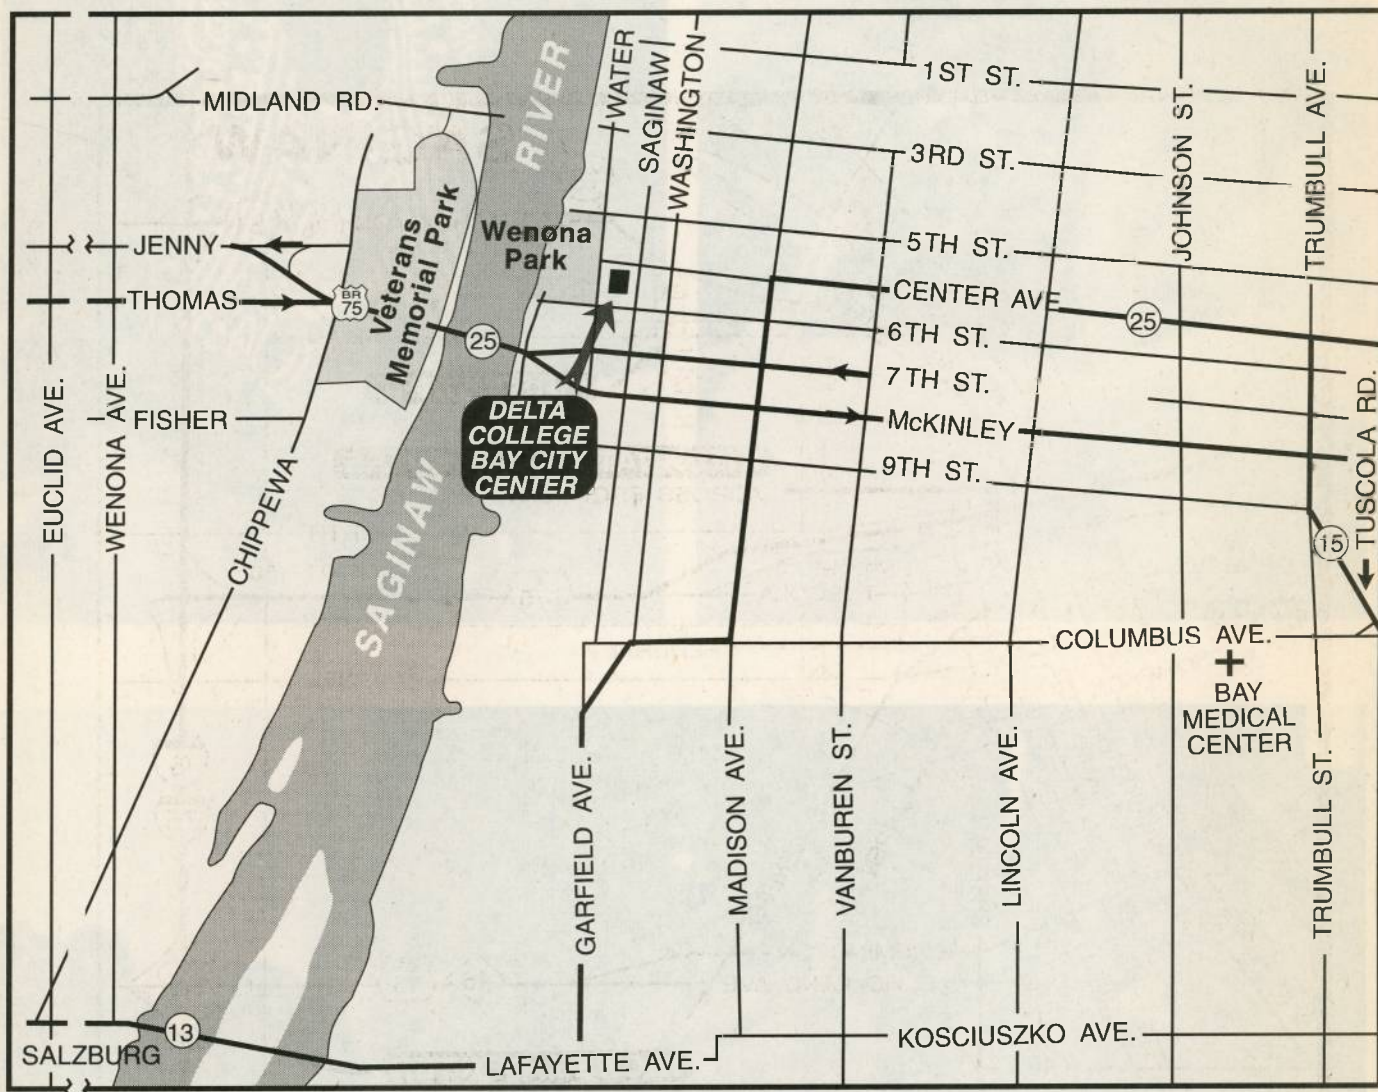 WATER
SAGINAW
WASHINGTON
1ST ST.
MIDLAND RD.
RIVER
3RD ST.
JOHNSON ST.
TRUMBULL AVE.
Veterans
Memorial Park
Wenona
Park
JENNY
5TH ST.
THOMAS
BR
75
CENTER AVE
25
25
6TH ST.
7TH ST.
EUCLID AVE.
WENONA AVE.
FISHER
DELTA
COLLEGE
BAY CITY
CENTER
McKINLEY
TUSCOLA RD.
9TH ST.
CHIPPEWA
SAGINAW
15
COLUMBUS AVE.
BAY
MEDICAL
CENTER
GARFIELD AVE.
MADISON AVE.
VANBUREN ST.
LINCOLN AVE.
TRUMBULL ST.
13
SALZBURG
LAFAYETTE AVE.
KOSCIUSZKO AVE.